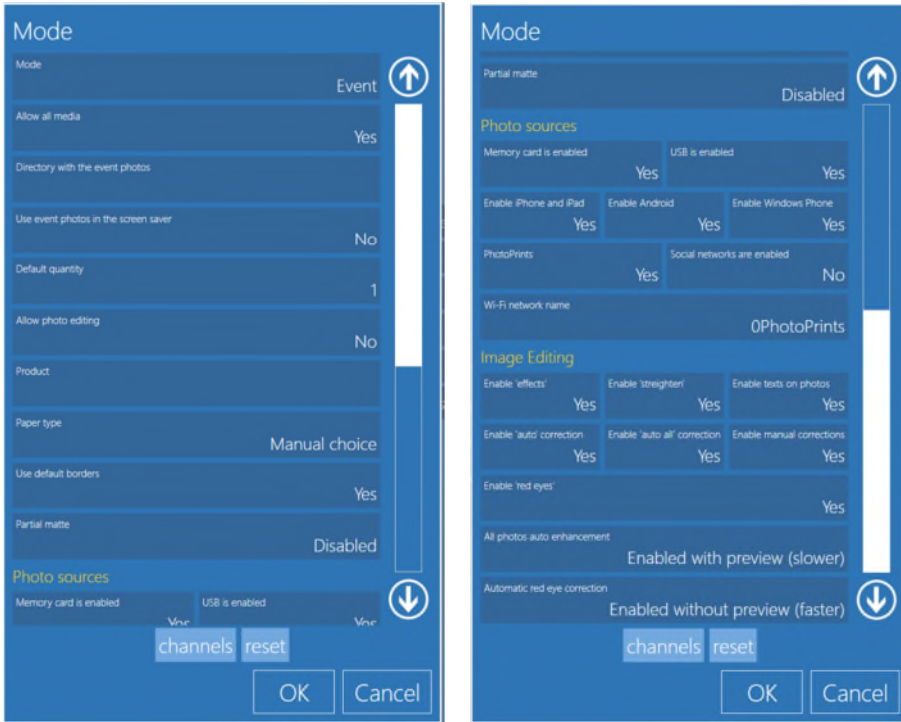 Mode
Mode
Event
Allow all media
Yes
Directory with the event photos
Use event photos in the screen saver
No
Default quantity
1
Allow photo editing
No
Product
Paper type
Manual choice
Use default borders
Yes
Partial matte
Disabled
Photo sources
Memory card is enabled USB is enabled
Yes Yes
channels reset
OK Cancel
Mode
Partial matte
Disabled
Photo sources
Memory card is enabled USB is enabled
Yes Yes
Enable iPhone and iPad Enable Android Enable Windows Phone
Yes Yes Yes
PhotoPrints Social networks are enabled
Yes No
Wi-Fi network name
0PhotoPrints
Image Editing
Enable 'effects' Enable 'streighten' Enable texts on photos
Yes Yes Yes
Enable 'auto' correction Enable 'auto all' correction Enable manual corrections
Yes Yes Yes
Enable 'red eyes'
Yes
All photos auto enhancement
Enabled with preview (slower)
Automatic red eye correction
Enabled without preview (faster)
channels reset
OK Cancel